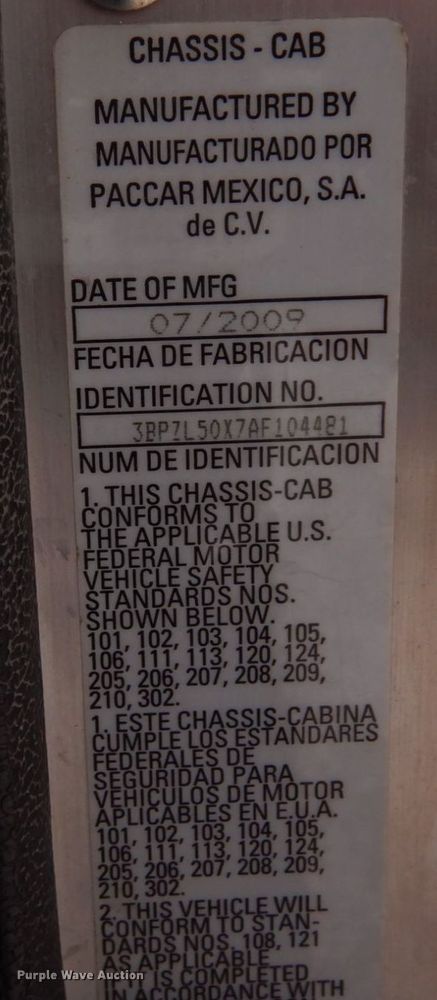 CHASSIS - CAB
MANUFACTURED BY
MANUFACTURADO POR
PACCAR MEXICO, S.A.
de C.V.
DATE OF MFG
07/2009
FECHA DE FABRICACION
IDENTIFICATION NO.
3BPZL50X7AF104481
NUM DE IDENTIFICACION
1. THIS CHASSIS-CAB
CONFORMS TO
THE APPLICABLE U.S.
FEDERAL MOTOR
VEHICLE SAFETY
STANDARDS NOS.
SHOWN BELOW.
101, 102, 103, 104, 105,
106, 111, 113, 120, 124,
205, 206, 207, 208, 209,
210, 302.
1. ESTE CHASSIS-CABINA
CUMPLE LOS ESTANDARES
FEDERALES DE
SEGURIDAD PARA
VEHICULOS DE MOTOR
APLICABLES EN E.U.A.
101, 102, 103, 104, 105,
106, 111, 113, 120, 124,
205, 206, 207, 208, 209,
210, 302.
2. THIS VEHICLE WILL
CONFORM TO STAN-
DARDS NOS. 108, 121
AS APPLICABLE
IF IT IS COMPLETED
IN ACCORDANCE WITH
Purple Wave Auction